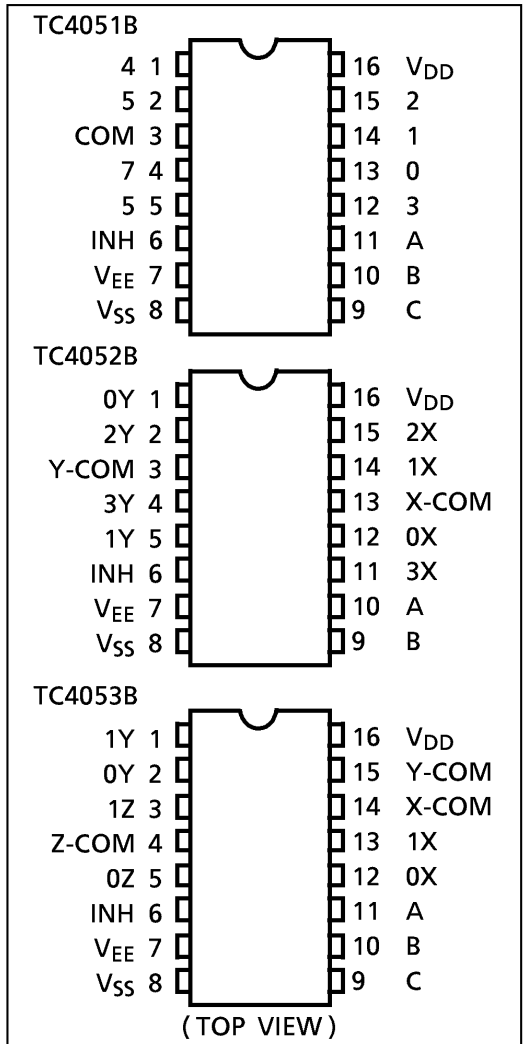 TC4051B
4 1 16 VDD
5 2 15 2
COM 3 14 1
7 4 13 0
5 5 12 3
INH 6 11 A
VEE 7 10 B
VSS 8 9 C
TC4052B
0Y 1 16 VDD
2Y 2 15 2X
Y-COM 3 14 1X
3Y 4 13 X-COM
1Y 5 12 0X
INH 6 11 3X
VEE 7 10 A
VSS 8 9 B
TC4053B
1Y 1 16 VDD
0Y 2 15 Y-COM
1Z 3 14 X-COM
Z-COM 4 13 1X
0Z 5 12 0X
INH 6 11 A
VEE 7 10 B
VSS 8 9 C
(TOP VIEW)